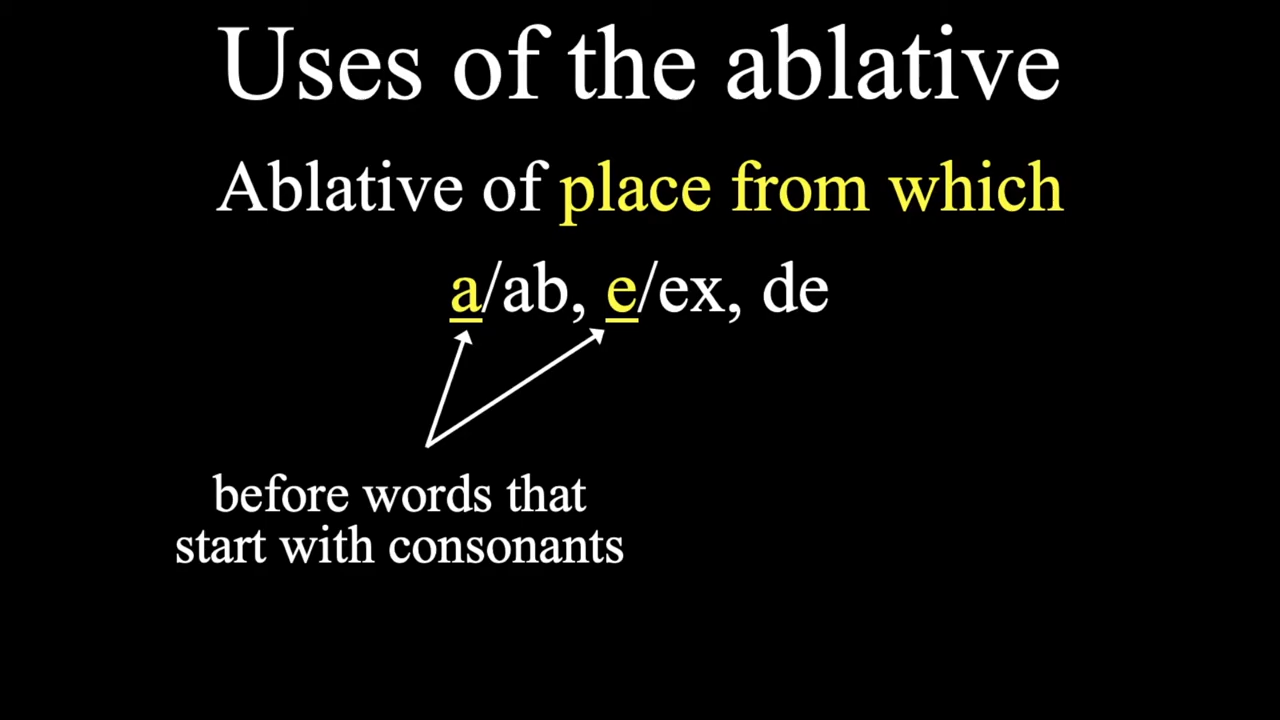 Uses of the ablative
Ablative of place from which
a/ab, e/ex, de
before words that
start with consonants